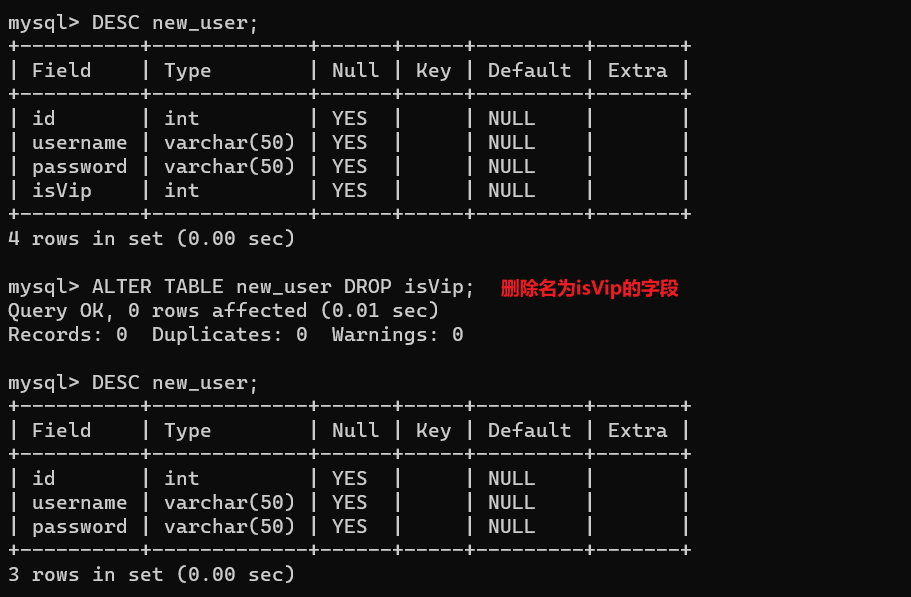 mysql> DESC new_user;
+----------+-------------+------+-----+---------+-------+
| Field    | Type        | Null | Key | Default | Extra |
+----------+-------------+------+-----+---------+-------+
| id       | int         | YES  |     | NULL    |       |
| username | varchar(50) | YES  |     | NULL    |       |
| password | varchar(50) | YES  |     | NULL    |       |
| isVip    | int         | YES  |     | NULL    |       |
+----------+-------------+------+-----+---------+-------+
4 rows in set (0.00 sec)
mysql> ALTER TABLE new_user DROP isVip; 删除名为isVip的字段
Query OK, 0 rows affected (0.01 sec)
Records: 0  Duplicates: 0  Warnings: 0
mysql> DESC new_user;
+----------+-------------+------+-----+---------+-------+
| Field    | Type        | Null | Key | Default | Extra |
+----------+-------------+------+-----+---------+-------+
| id       | int         | YES  |     | NULL    |       |
| username | varchar(50) | YES  |     | NULL    |       |
| password | varchar(50) | YES  |     | NULL    |       |
+----------+-------------+------+-----+---------+-------+
3 rows in set (0.00 sec)